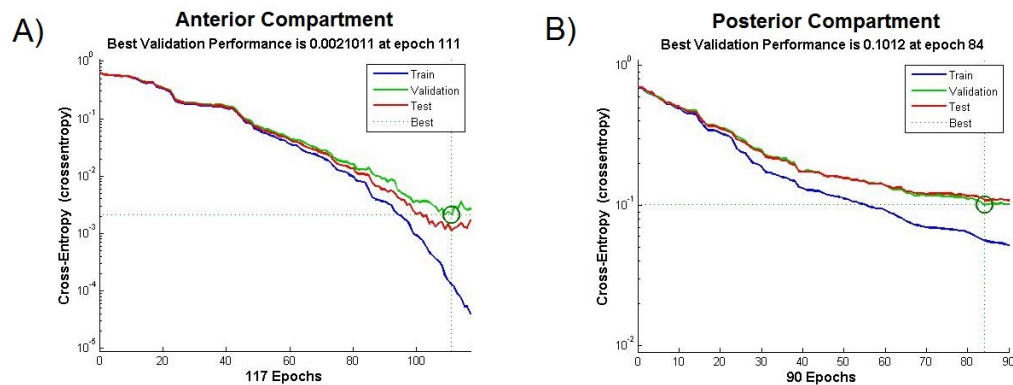 A)
Anterior Compartment
Best Validation Performance is 0.0021011 at epoch 111
Cross-Entropy (crossentropy)
10^0
10^-1
10^-2
10^-3
10^-4
10^-5
Train
Validation
Test
Best
0 20 40 60 80 100
117 Epochs
B)
Posterior Compartment
Best Validation Performance is 0.1012 at epoch 84
Cross-Entropy (crossentropy)
10^0
10^-1
10^-2
Train
Validation
Test
Best
0 10 20 30 40 50 60 70 80 90
90 Epochs